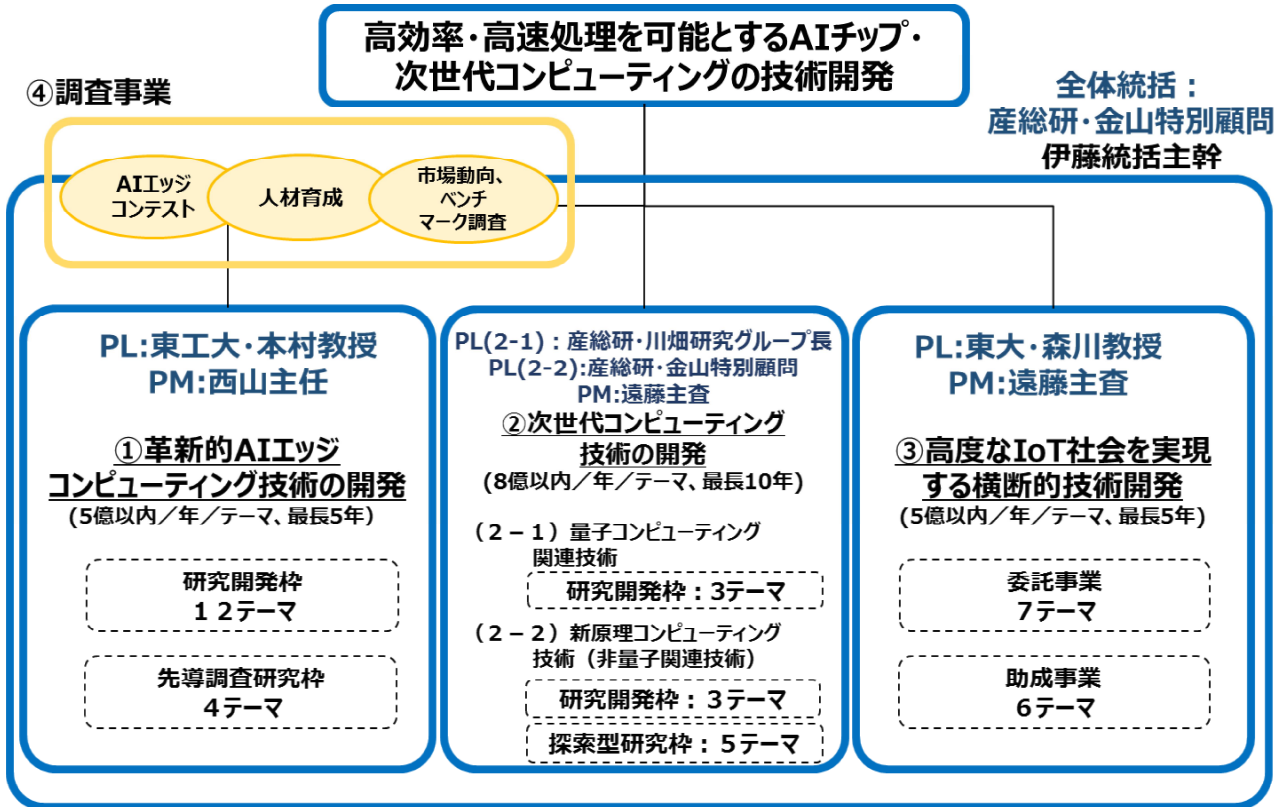 高効率・高速処理を可能とするAIチップ・
次世代コンピューティングの技術開発
④調査事業
全体統括：
産総研・金山特別顧問
伊藤統括主幹
AIエッジ
コンテスト
人材育成
市場動向、
ベンチ
マーク調査
PL:東工大・本村教授
PM:西山主任
①革新的AIエッジ
コンピューティング技術の開発
(5億以内／年／テーマ、最長5年)
研究開発枠
１２テーマ
先導調査研究枠
４テーマ
PL(2-1)：産総研・川畑研究グループ長
PL(2-2):産総研・金山特別顧問
PM:遠藤主査
②次世代コンピューティング
技術の開発
(8億以内／年／テーマ、最長10年)
（２－１）量子コンピューティング
関連技術
研究開発枠：3テーマ
（２－２）新原理コンピューティング
技術（非量子関連技術）
研究開発枠：３テーマ
探索型研究枠：５テーマ
PL:東大・森川教授
PM:遠藤主査
③高度なIoT社会を実現
する横断的技術開発
(5億以内／年／テーマ、最長5年)
委託事業
7テーマ
助成事業
6テーマ